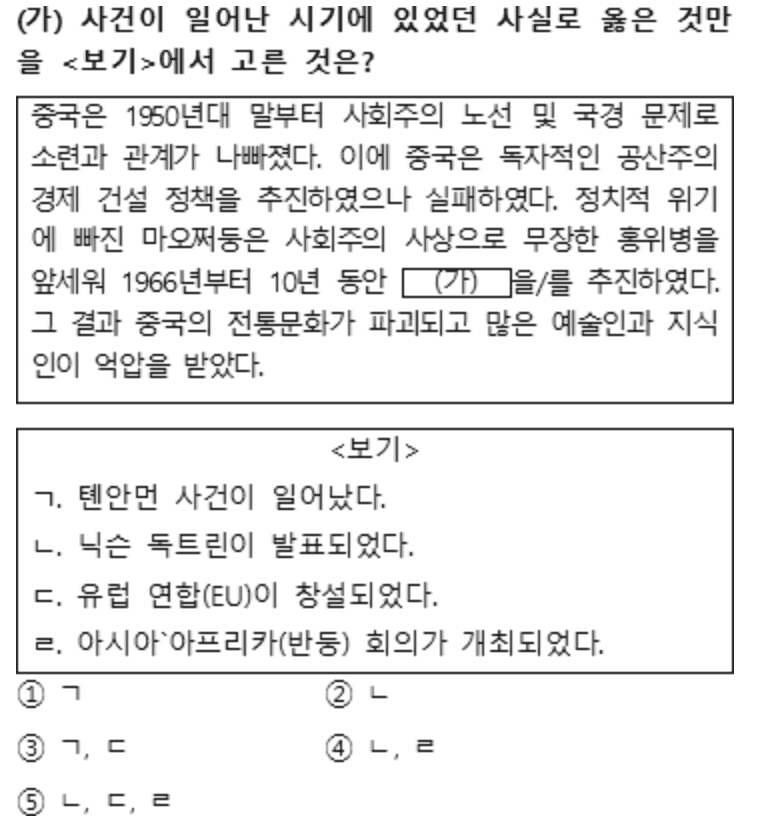 (가) 사건이 일어난 시기에 있었던 사실로 옳은 것만
을 <보기>에서 고른 것은?
중국은 1950년대 말부터 사회주의 노선 및 국경 문제로
소련과 관계가 나빠졌다. 이에 중국은 독자적인 공산주의
경제 건설 정책을 추진하였으나 실패하였다. 정치적 위기
에 빠진 마오쩌둥은 사회주의 사상으로 무장한 홍위병을
앞세워 1966년부터 10년 동안 (가) 을/를 추진하였다.
그 결과 중국의 전통문화가 파괴되고 많은 예술인과 지식
인이 억압을 받았다.
<보기>
ㄱ. 톈안먼 사건이 일어났다.
ㄴ. 닉슨 독트린이 발표되었다.
ㄷ. 유럽 연합(EU)이 창설되었다.
ㄹ. 아시아`아프리카(반둥) 회의가 개최되었다.
① ㄱ ② ㄴ
③ ㄱ, ㄷ ④ ㄴ, ㄹ
⑤ ㄴ, ㄷ, ㄹ